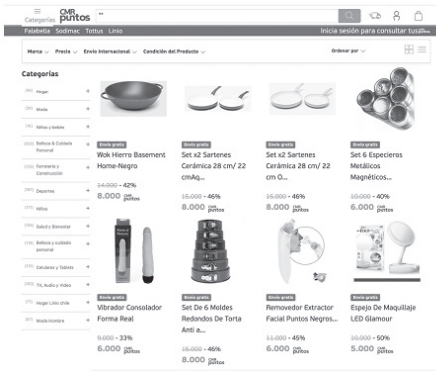 Categorías
CMR
puntos
Falabella Sodimac Tottus Linio
Inicia sesión para consultar tus
Marca Precio Envío Internacional Condición del Producto
Ordenar por
Categorías
Hogar +
Moda +
Niños y bebés +
Belleza & Cuidado
Personal +
Ferretería y
Construcción +
Deportes +
Niños +
Salud y Bienestar +
Belleza y cuidado
personal +
Celulares y Tablets +
TV, Audio y Video +
Hogar Linio chile +
Moda Hombre +
Envío gratis
Wok Hierro Basement
Home-Negro
14.000 - 42%
8.000 CMR puntos
Envío gratis
Set x2 Sartenes
Cerámica 28 cm/ 22
cmAq...
15.000 - 46%
8.000 CMR puntos
Envío gratis
Set x2 Sartenes
Cerámica 28 cm/ 22
cm O...
15.000 - 46%
8.000 CMR puntos
Envío gratis
Set 6 Especieros
Metálicos
Magnéticos...
10.000 - 40%
6.000 CMR puntos
Envío gratis
Vibrador Consolador
Forma Real
9.000 - 33%
6.000 CMR puntos
Envío gratis
Set De 6 Moldes
Redondos De Torta
Anti a...
15.000 - 46%
8.000 CMR puntos
Envío gratis
Removedor Extractor
Facial Puntos Negros...
11.000 - 45%
6.000 CMR puntos
Envío gratis
Espejo De Maquillaje
LED Glamour
10.000 - 50%
5.000 CMR puntos